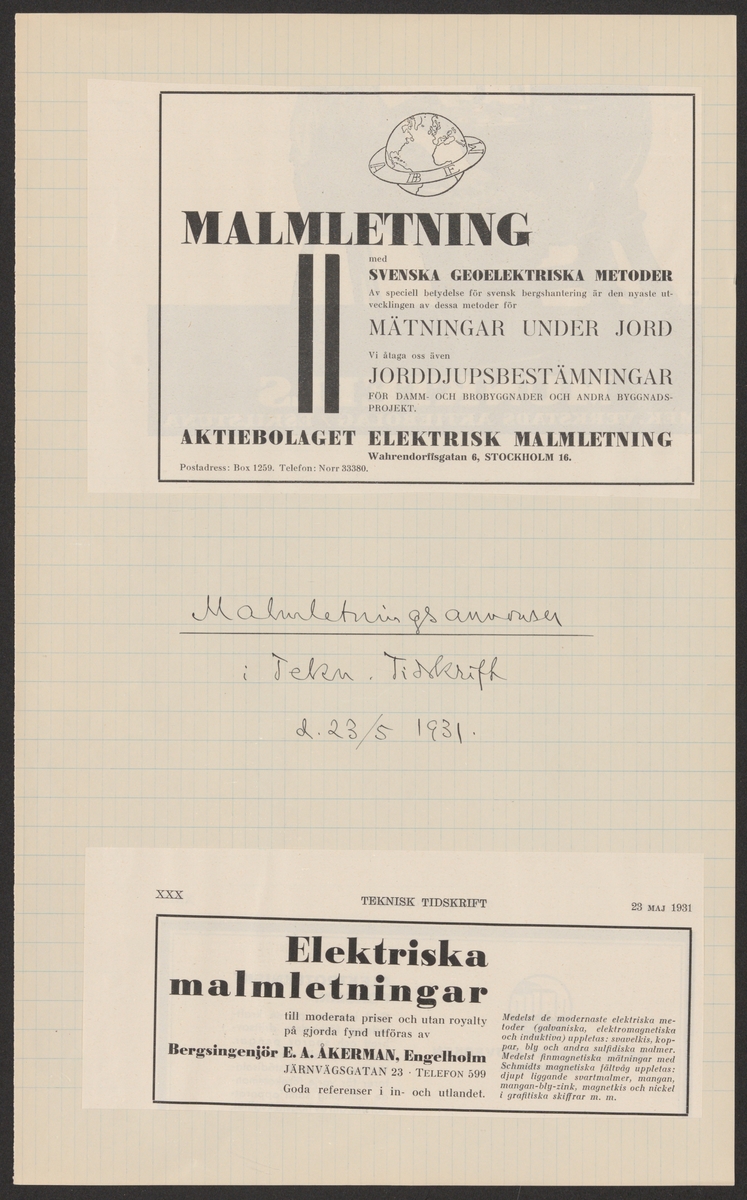 MALMLETNING
med
SVENSKA GEOELEKTRISKA METODER
Av speciell betydelse för svensk bergshantering är den nyaste ut-
vecklingen av dessa metoder för
MÄTNINGAR UNDER JORD
Vi åtaga oss även
JORDDJUPSBESTÄMNINGAR
FÖR DAMM- OCH BROBYGGNADER OCH ANDRA BYGGNADS-
PROJEKT.
AKTIEBOLAGET ELEKTRISK MALMLETNING
Wahrendorffsgatan 6, STOCKHOLM 16.
Postadress: Box 1259. Telefon: Norr 33380.
Malmletningsannonser
i Tekn. Tidskrift
d. 23/5 1931.
XXX TEKNISK TIDSKRIFT 23 MAJ 1931
Elektriska
malmletningar
till moderata priser och utan royalty
på gjorda fynd utföras av
Bergsingenjör E. A. ÅKERMAN, Engelholm
JÄRNVÄGSGATAN 23 · TELEFON 599
Goda referenser i in- och utlandet.
Medelst de modernaste elektriska me-
toder (galvaniska, elektromagnetiska
och induktiva) uppletas: svavelkis, kop-
par, bly och andra sulfidiska malmer.
Medelst finmagnetiska mätningar med
Schmidts magnetiska fältvåg uppletas:
djupt liggande svartmalmer, mangan,
mangan-bly-zink, magnetkis och nickel
i grafitiska skiffrar m. m.